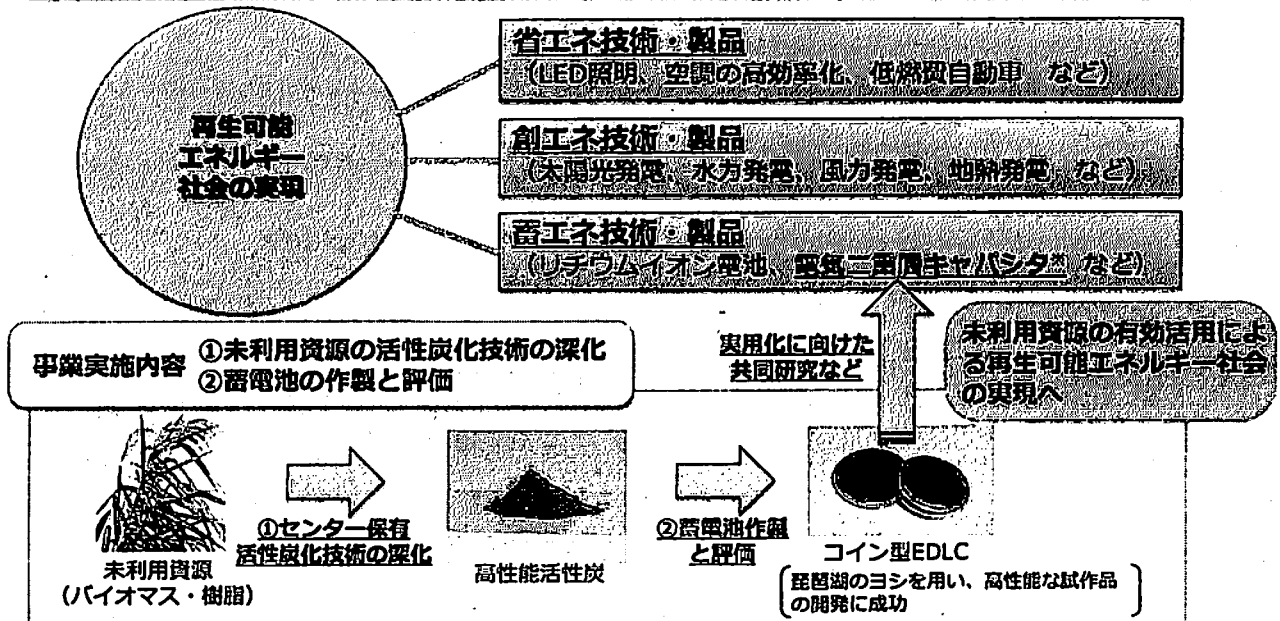 再生可能
エネルギー
社会の実現
省エネ技術・製品
(LED照明、空調の高効率化、低燃費自動車 など)
創エネ技術・製品
(太陽光発電、水力発電、風力発電、地熱発電 など)
蓄エネ技術・製品
(リチウムイオン電池、電気二重層キャパシタ※ など)
事業実施内容
①未利用資源の活性炭化技術の深化
②蓄電池の作製と評価
実用化に向けた
共同研究など
未利用資源の有効活用によ
る再生可能エネルギー社会
の実現へ
①センター保有
活性炭化技術の深化
②蓄電池作製
と評価
未利用資源
(バイオマス・樹脂)
高性能活性炭
コイン型EDLC
琵琶湖のヨシを用い、高性能な試作品
の開発に成功